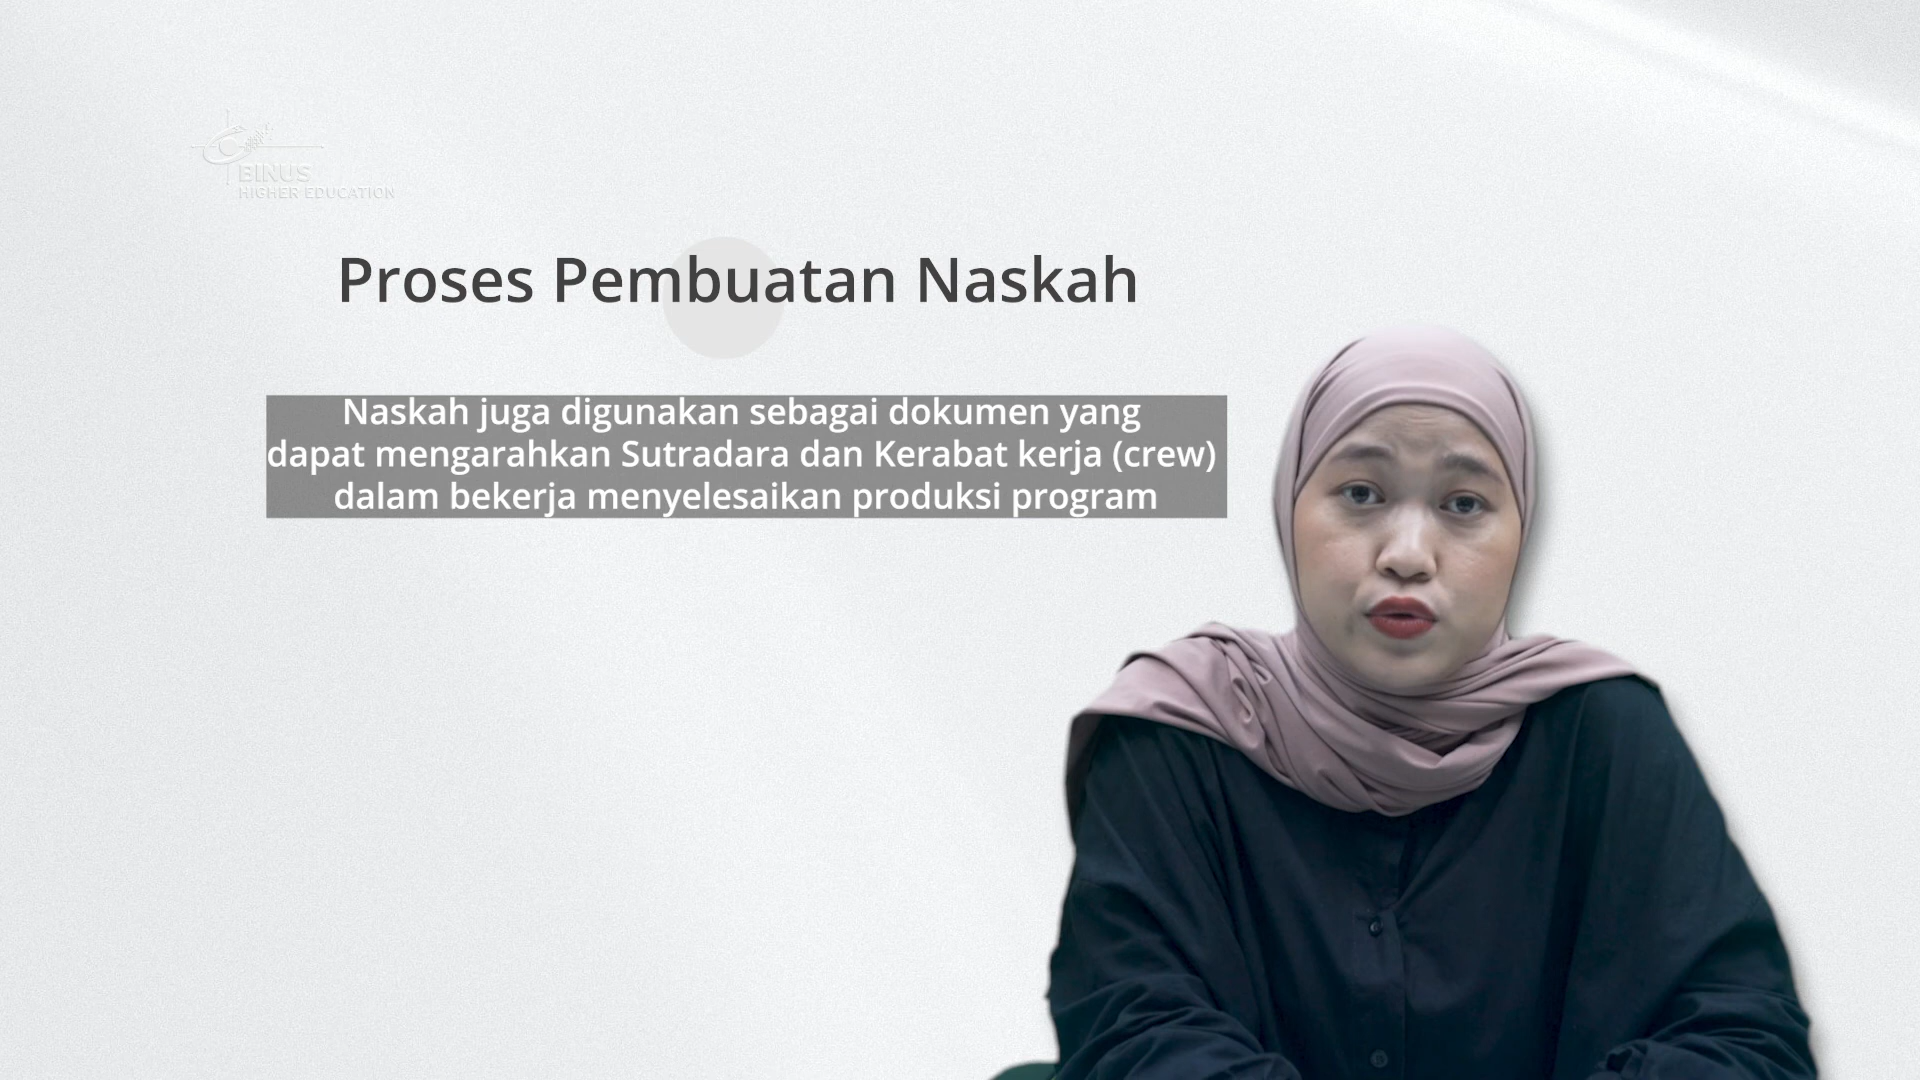 BINUS
HIGHER EDUCATION
Proses Pembuatan Naskah
Naskah juga digunakan sebagai dokumen yang
dapat mengarahkan Sutradara dan Kerabat kerja (crew)
dalam bekerja menyelesaikan produksi program